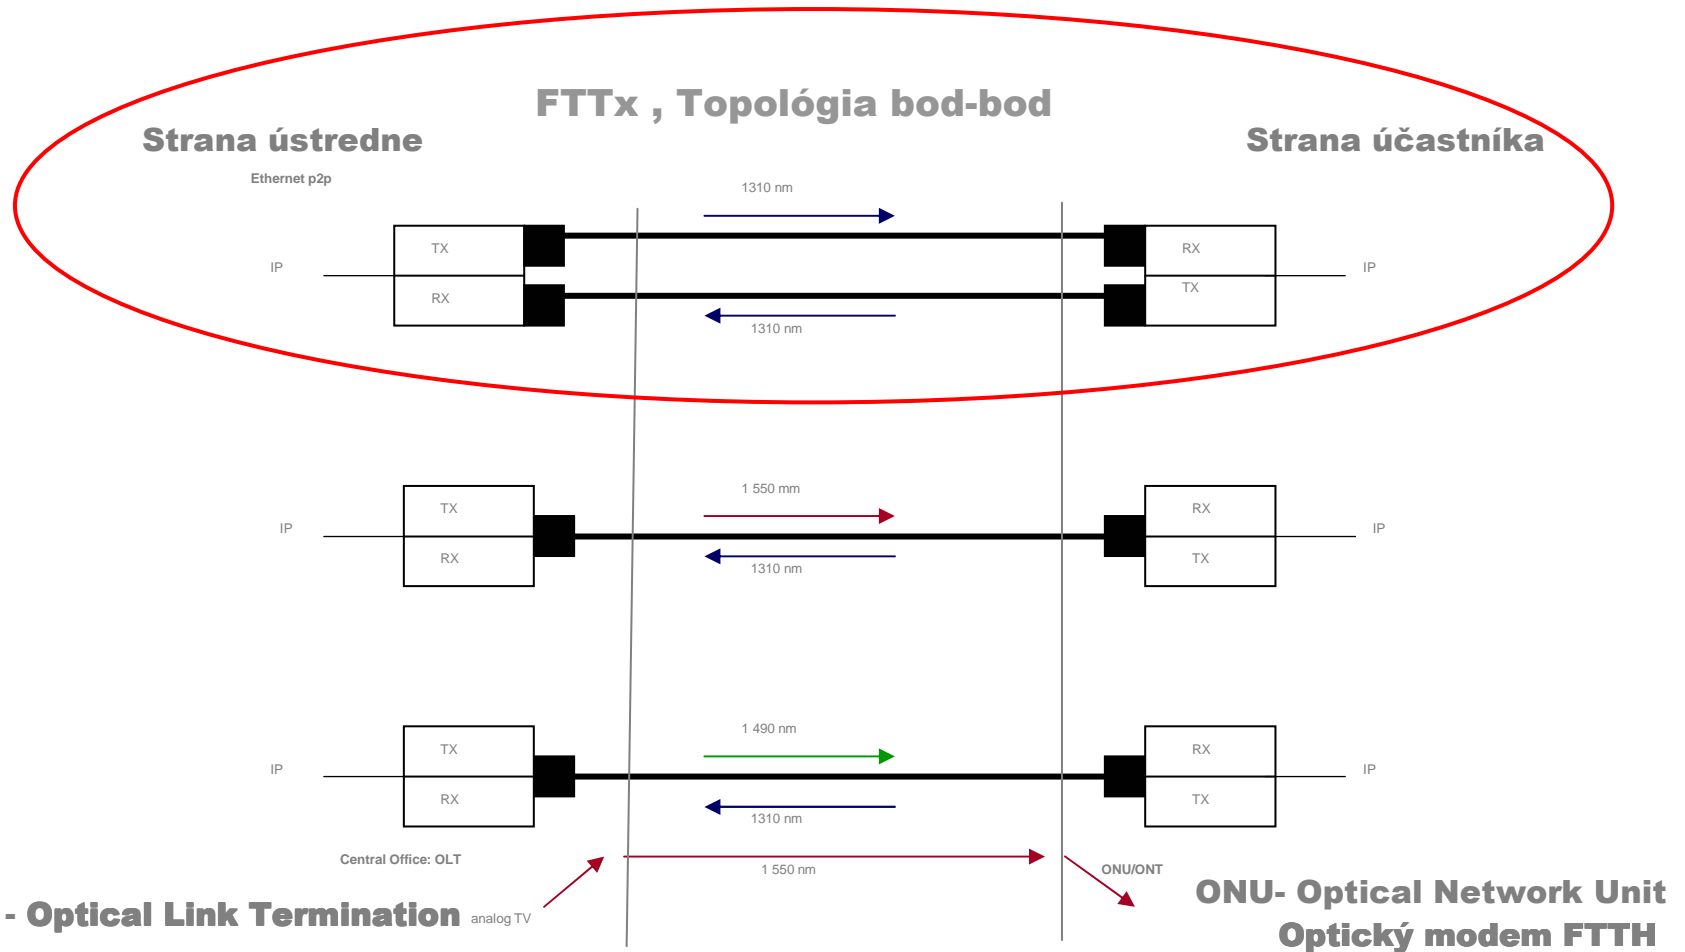 FTTx , Topológia bod-bod
Strana ústredne
Strana účastníka
Ethernet p2p
1310 nm
TX
RX
IP
IP
RX
TX
1310 nm
1 550 mm
TX
RX
IP
IP
RX
TX
1310 nm
1 490 nm
TX
RX
IP
IP
RX
TX
1310 nm
Central Office: OLT
1 550 nm
ONU/ONT
ONU- Optical Network Unit
- Optical Link Termination
analog TV
Optický modem FTTH